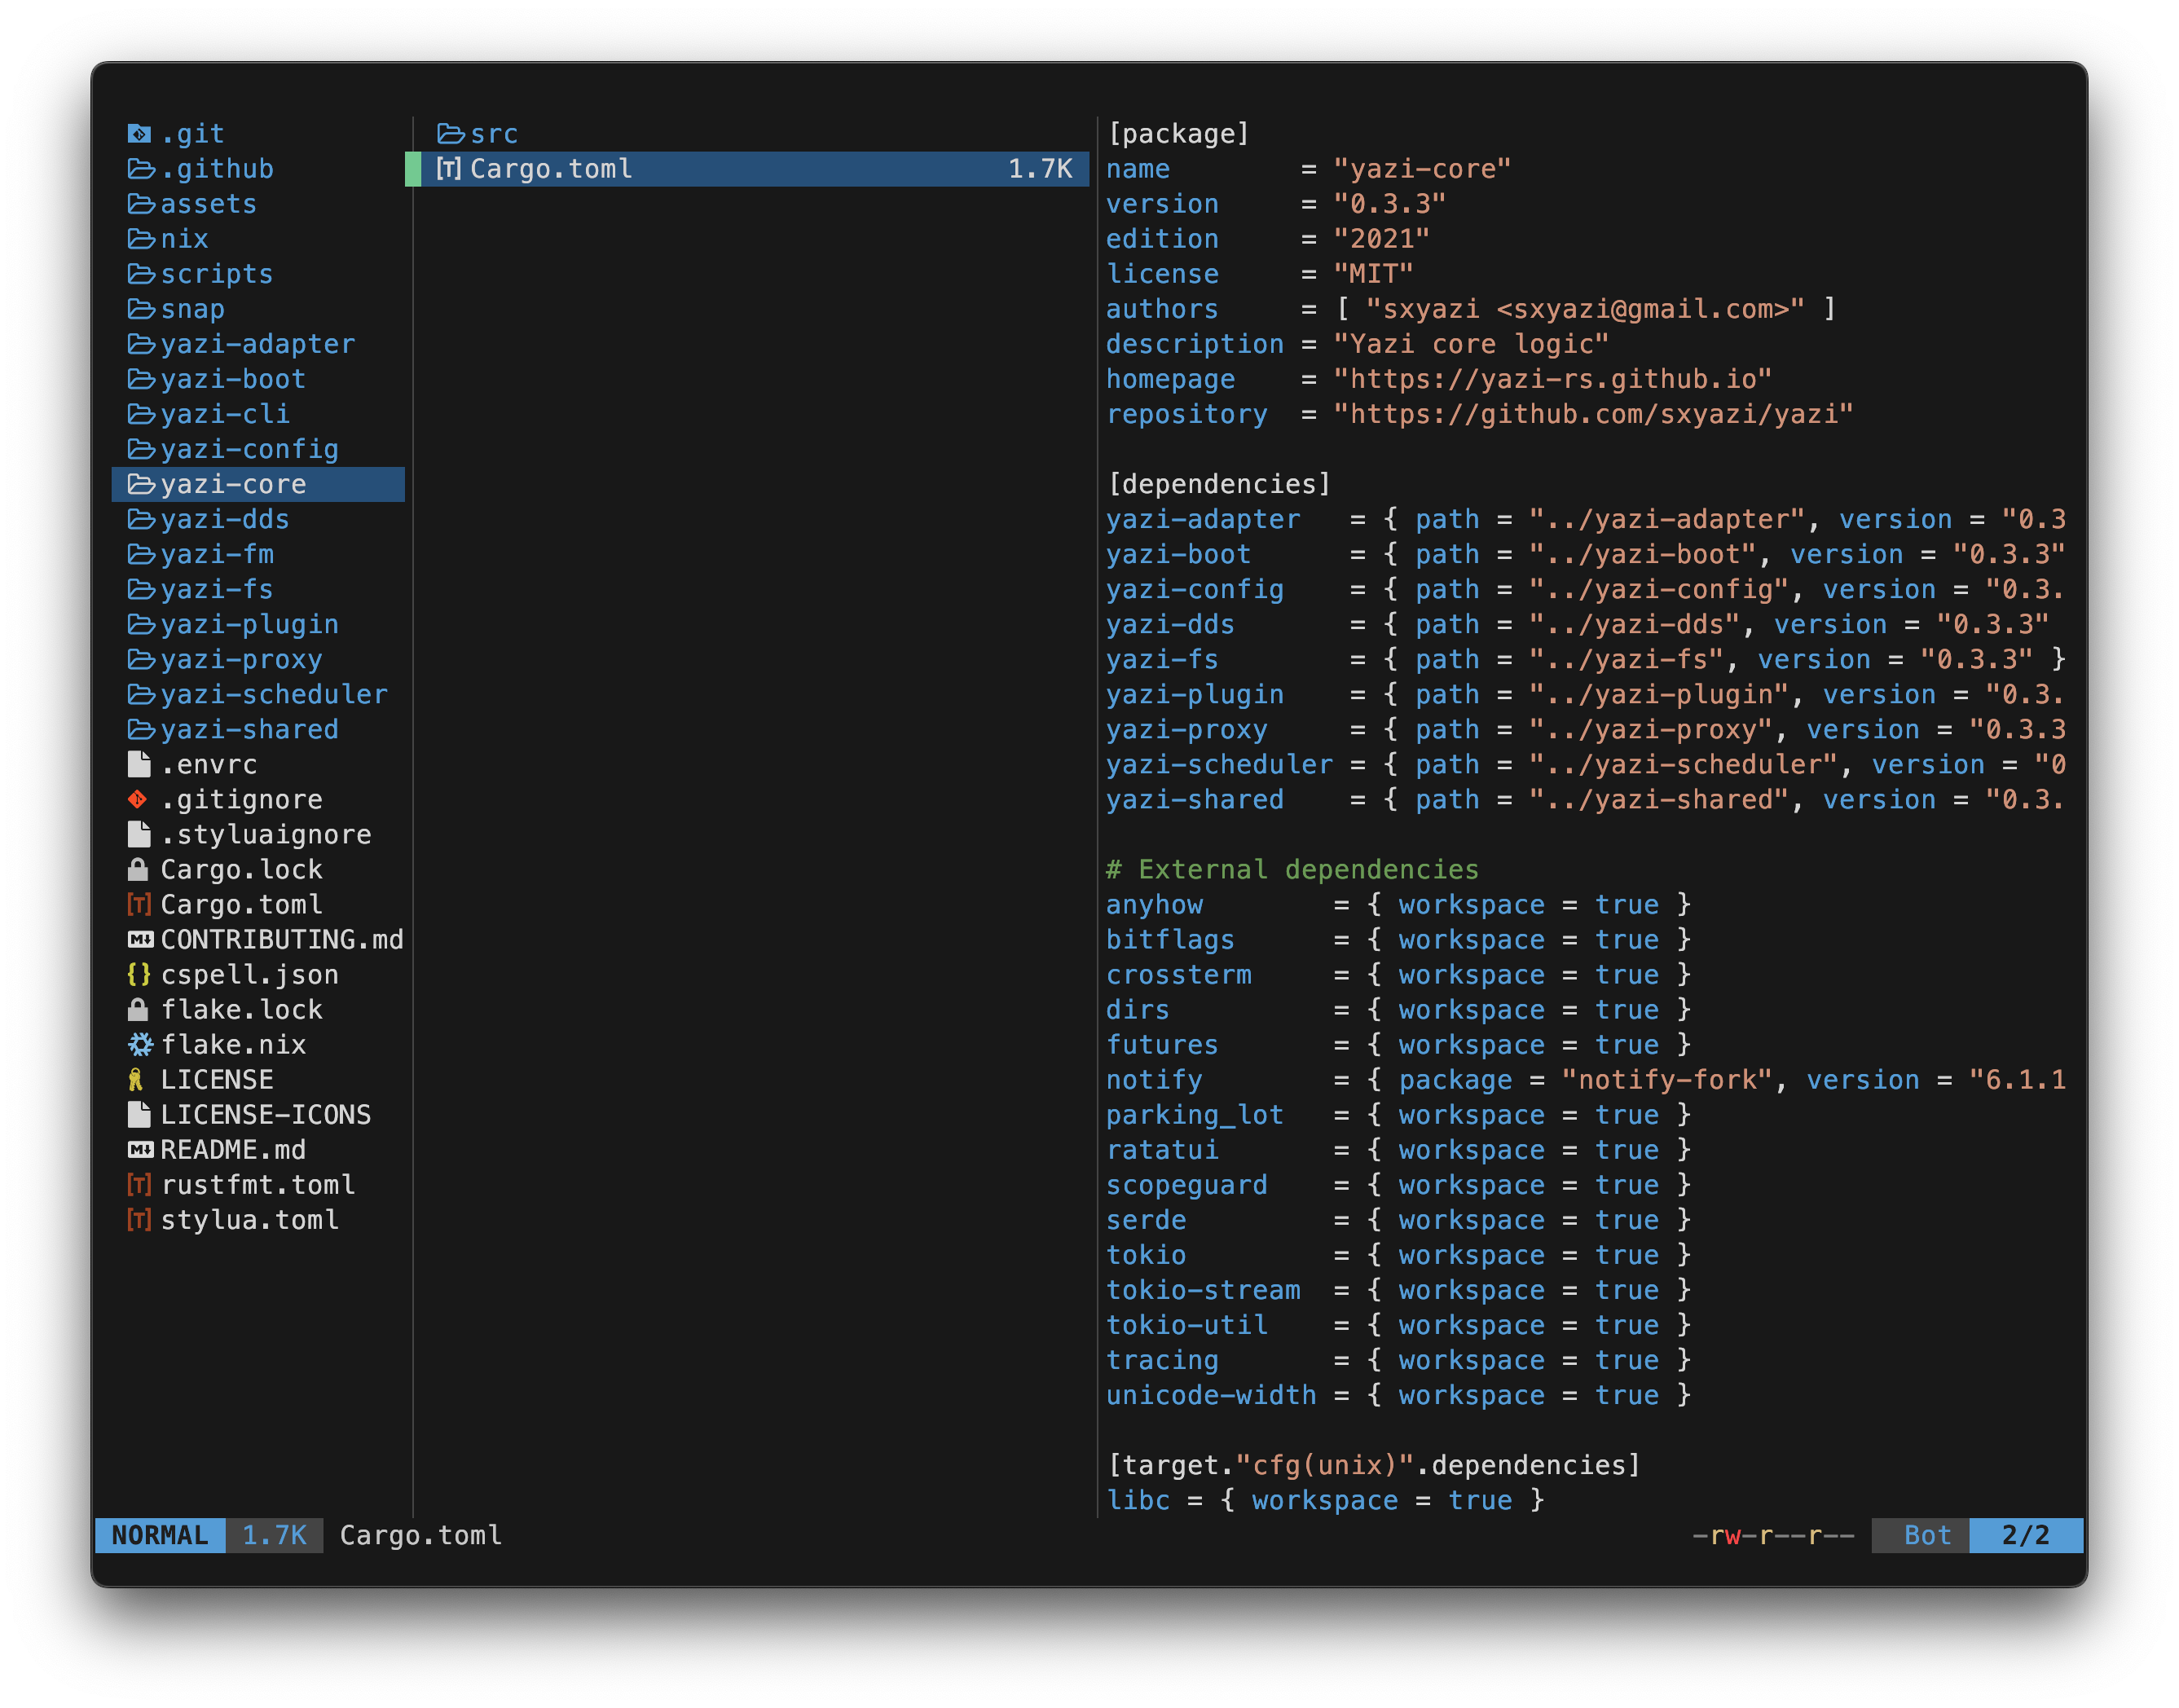 .git
.github
assets
nix
scripts
snap
yazi-adapter
yazi-boot
yazi-cli
yazi-config
yazi-core
yazi-dds
yazi-fm
yazi-fs
yazi-plugin
yazi-proxy
yazi-scheduler
yazi-shared
.envrc
.gitignore
.styluaignore
Cargo.lock
Cargo.toml
CONTRIBUTING.md
cspell.json
flake.lock
flake.nix
LICENSE
LICENSE-ICONS
README.md
rustfmt.toml
stylua.toml
src
Cargo.toml 1.7K
[package]
name        = "yazi-core"
version     = "0.3.3"
edition     = "2021"
license     = "MIT"
authors     = [ "sxyazi <sxyazi@gmail.com>" ]
description = "Yazi core logic"
homepage    = "https://yazi-rs.github.io"
repository  = "https://github.com/sxyazi/yazi"
[dependencies]
yazi-adapter   = { path = "../yazi-adapter", version = "0.3
yazi-boot      = { path = "../yazi-boot", version = "0.3.3"
yazi-config    = { path = "../yazi-config", version = "0.3.
yazi-dds       = { path = "../yazi-dds", version = "0.3.3"
yazi-fs        = { path = "../yazi-fs", version = "0.3.3" }
yazi-plugin    = { path = "../yazi-plugin", version = "0.3.
yazi-proxy     = { path = "../yazi-proxy", version = "0.3.3
yazi-scheduler = { path = "../yazi-scheduler", version = "0
yazi-shared    = { path = "../yazi-shared", version = "0.3.
# External dependencies
anyhow        = { workspace = true }
bitflags      = { workspace = true }
crossterm     = { workspace = true }
dirs          = { workspace = true }
futures       = { workspace = true }
notify        = { package = "notify-fork", version = "6.1.1
parking_lot   = { workspace = true }
ratatui       = { workspace = true }
scopeguard    = { workspace = true }
serde         = { workspace = true }
tokio         = { workspace = true }
tokio-stream  = { workspace = true }
tokio-util    = { workspace = true }
tracing       = { workspace = true }
unicode-width = { workspace = true }
[target."cfg(unix)".dependencies]
libc = { workspace = true }
NORMAL 1.7K Cargo.toml -rw-r--r-- Bot 2/2